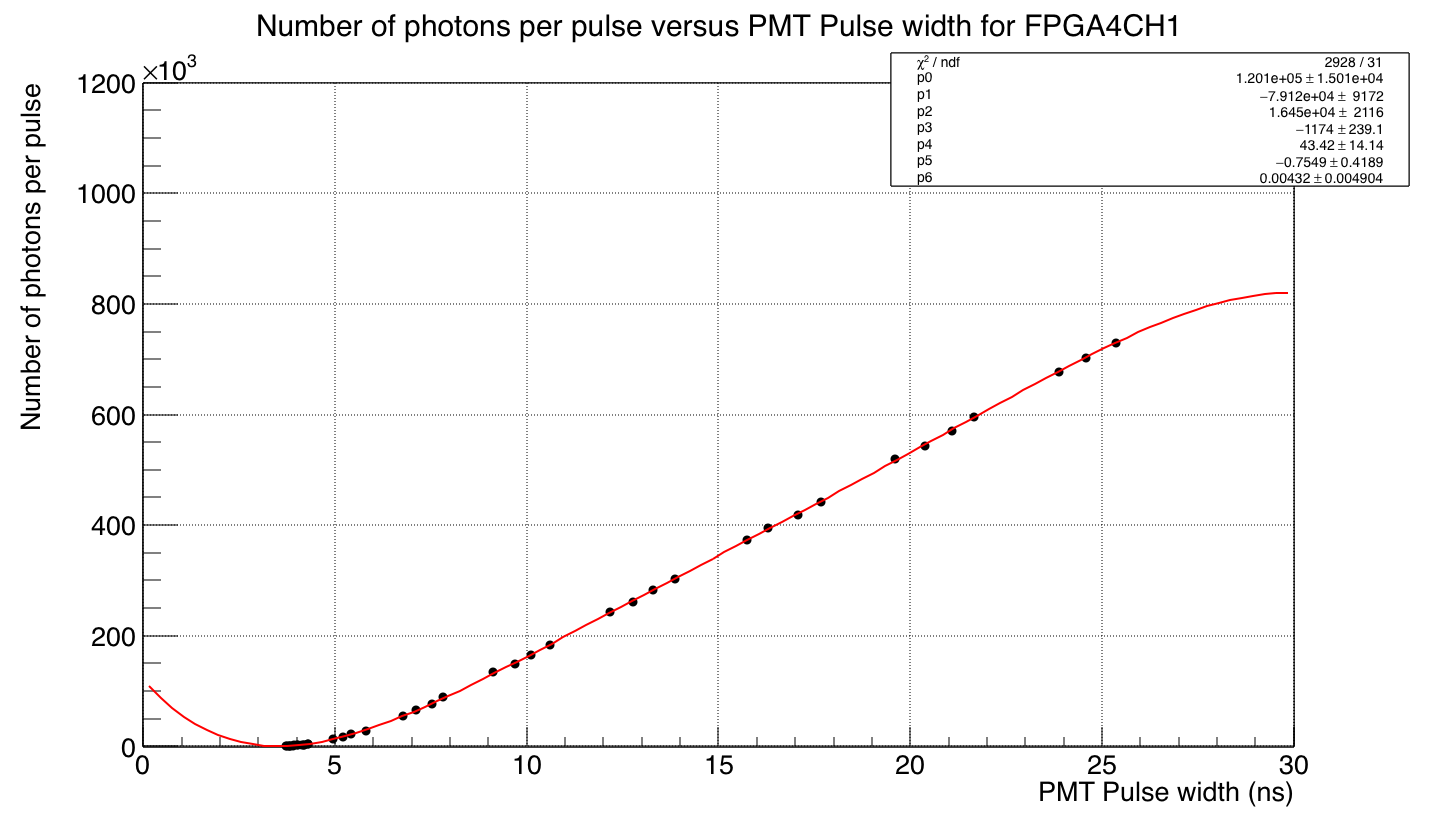 Number of photons per pulse versus PMT Pulse width for FPGA4CH1
χ² / ndf 2928 / 31
p0 1.201e+05 ± 1.501e+04
p1 −7.912e+04 ± 9172
p2 1.645e+04 ± 2116
p3 −1174 ± 239.1
p4 43.42 ± 14.14
p5 −0.7549 ± 0.4189
p6 0.00432 ± 0.004904
×10³
Number of photons per pulse
1200
1000
800
600
400
200
0
0 5 10 15 20 25 30
PMT Pulse width (ns)